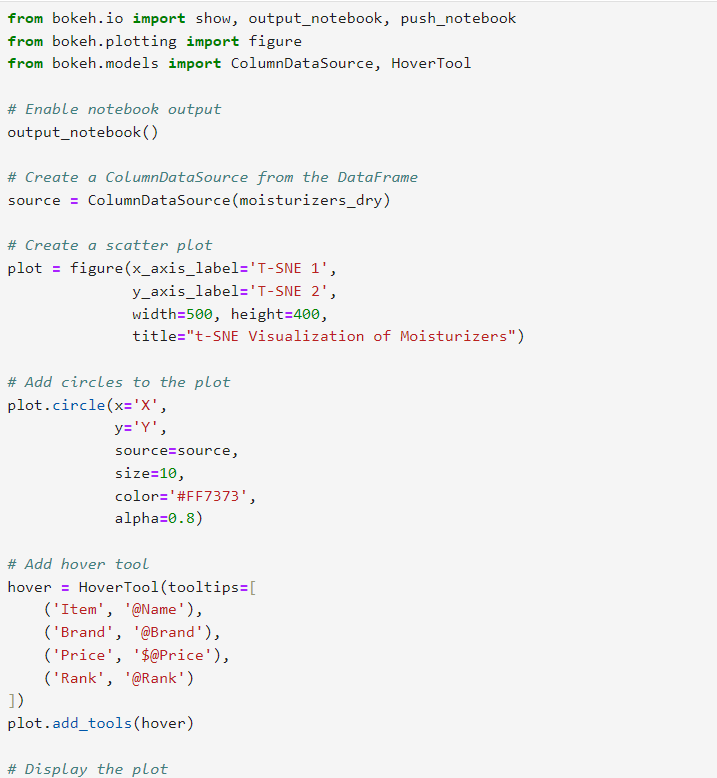 from bokeh.io import show, output_notebook, push_notebook
from bokeh.plotting import figure
from bokeh.models import ColumnDataSource, HoverTool

# Enable notebook output
output_notebook()

# Create a ColumnDataSource from the DataFrame
source = ColumnDataSource(moisturizers_dry)

# Create a scatter plot
plot = figure(x_axis_label='T-SNE 1',
              y_axis_label='T-SNE 2',
              width=500, height=400,
              title="t-SNE Visualization of Moisturizers")

# Add circles to the plot
plot.circle(x='X',
            y='Y',
            source=source,
            size=10,
            color='#FF7373',
            alpha=0.8)

# Add hover tool
hover = HoverTool(tooltips=[
    ('Item', '@Name'),
    ('Brand', '@Brand'),
    ('Price', '$@Price'),
    ('Rank', '@Rank')
])
plot.add_tools(hover)

# Display the plot